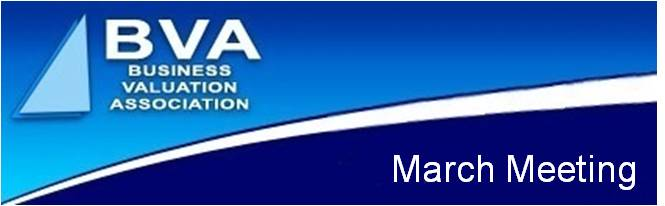 BVA
BUSINESS
VALUATION
ASSOCIATION
March Meeting